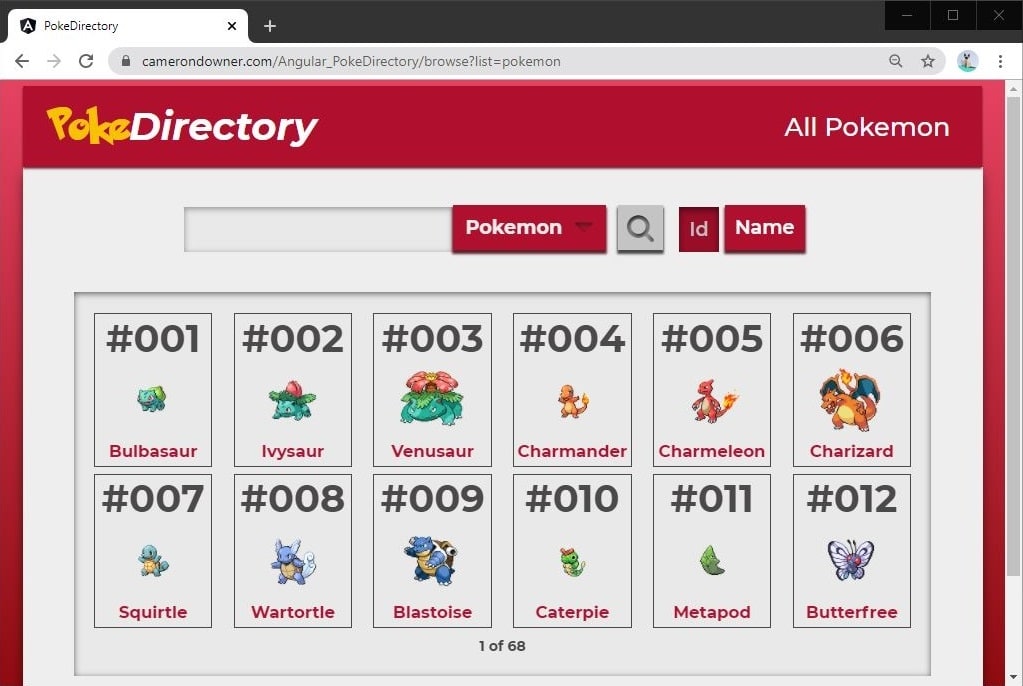 PokeDirectory
camerondowner.com/Angular_PokeDirectory/browse?list=pokemon
PokeDirectory
All Pokemon
Pokemon
Id
Name
#001
#002
#003
#004
#005
#006
Bulbasaur
Ivysaur
Venusaur
Charmander
Charmeleon
Charizard
#007
#008
#009
#010
#011
#012
Squirtle
Wartortle
Blastoise
Caterpie
Metapod
Butterfree
1 of 68